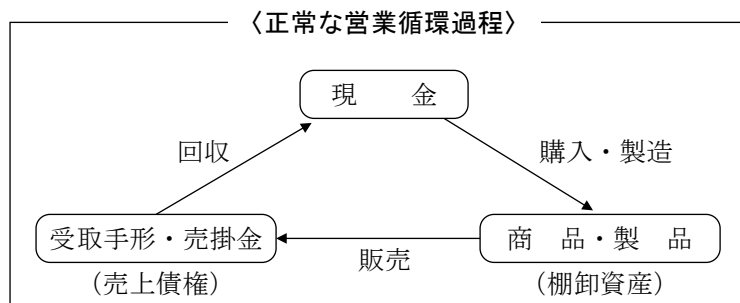 〈正常な営業循環過程〉
現　　金
回収
購入・製造
受取手形・売掛金
販売
商　品・製　品
(売上債権)
(棚卸資産)